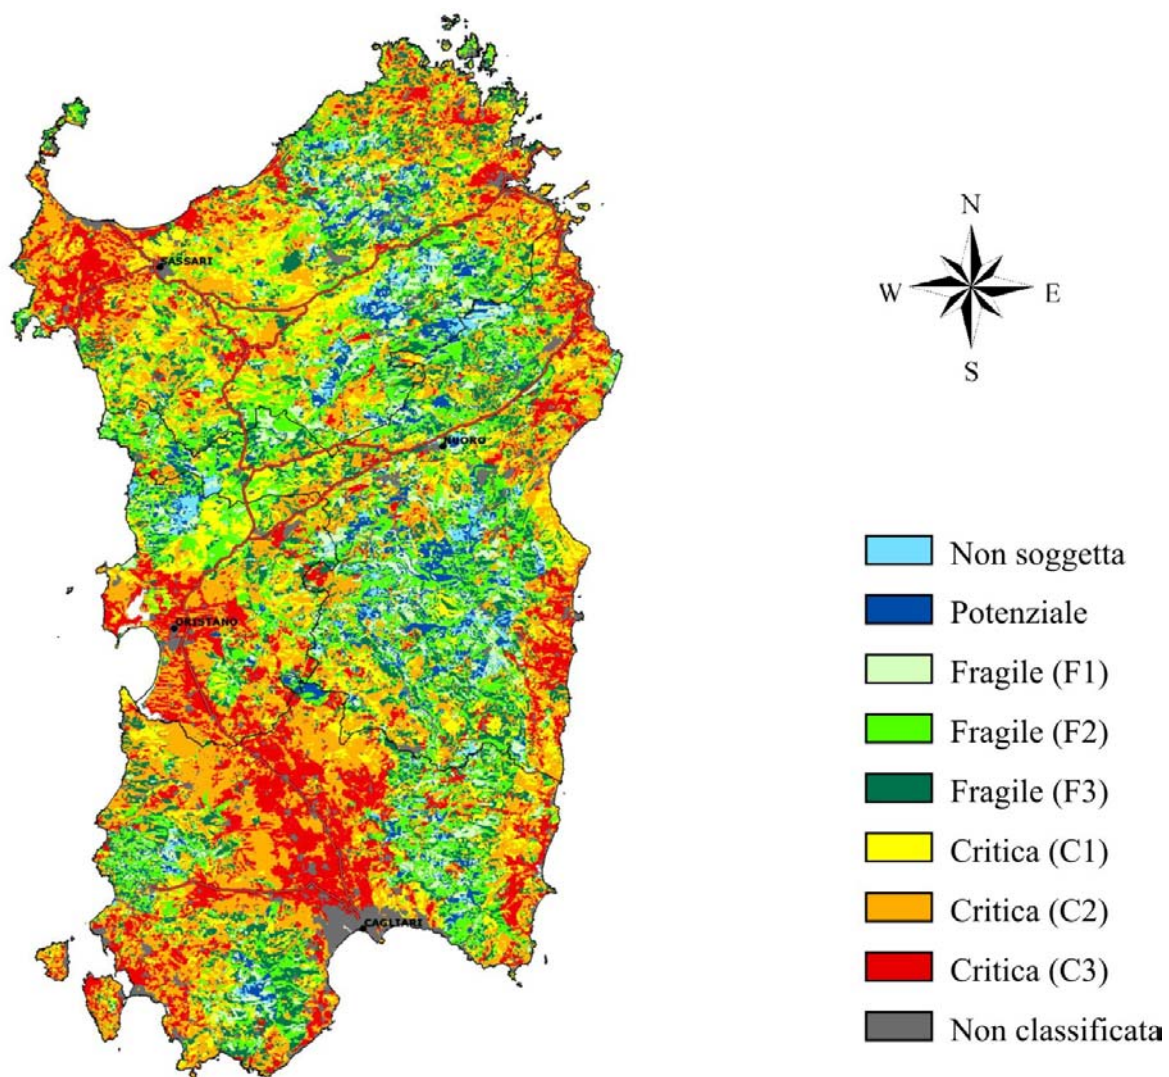 N
W
E
S
SASSARI
NUORO
ORISTANO
CAGLIARI
Non soggetta
Potenziale
Fragile (F1)
Fragile (F2)
Fragile (F3)
Critica (C1)
Critica (C2)
Critica (C3)
Non classificata